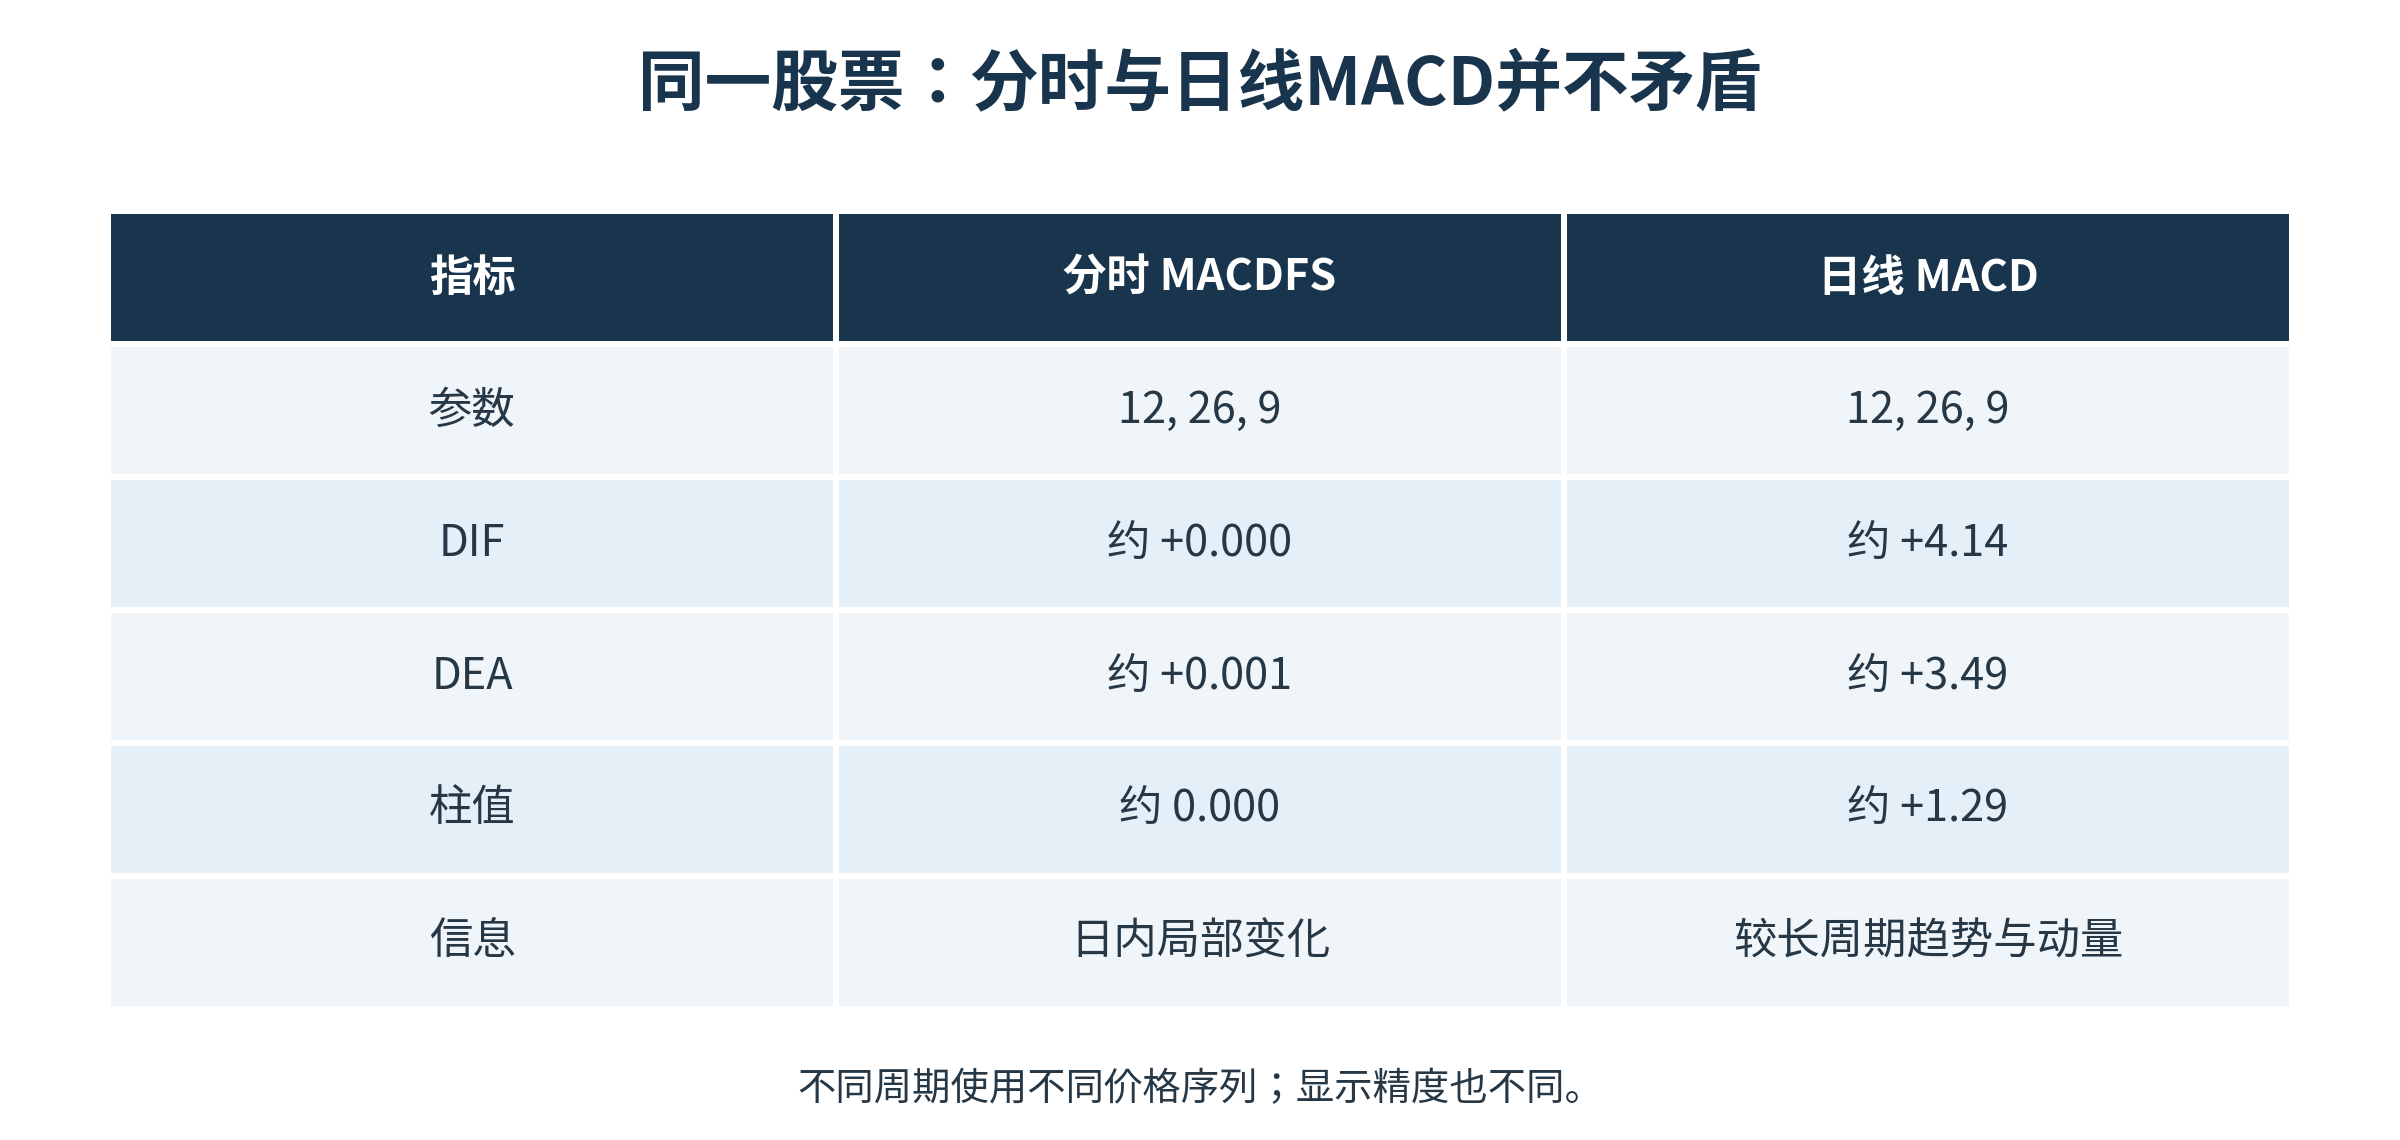 同一股票：分时与日线MACD并不矛盾
指标 分时 MACDFS 日线 MACD
参数 12, 26, 9 12, 26, 9
DIF 约 +0.000 约 +4.14
DEA 约 +0.001 约 +3.49
柱值 约 0.000 约 +1.29
信息 日内局部变化 较长周期趋势与动量
不同周期使用不同价格序列；显示精度也不同。